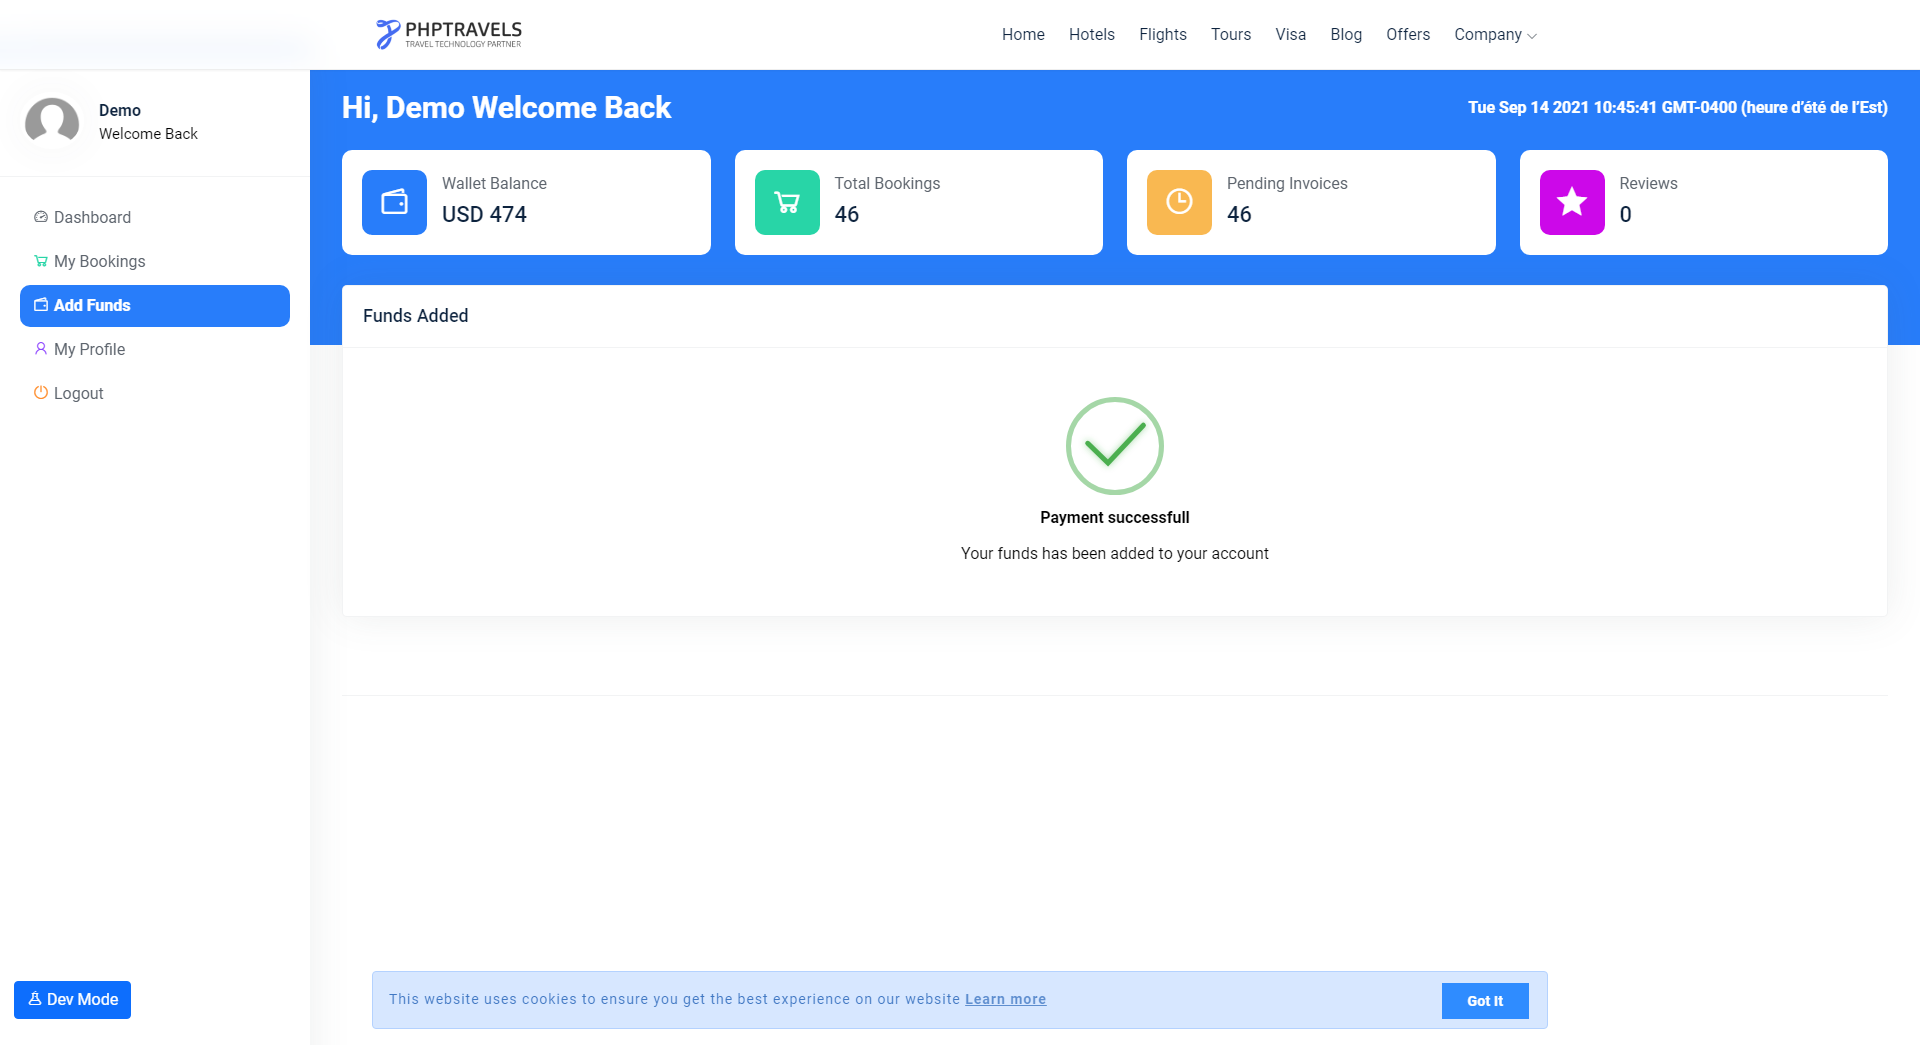 PHPTRAVELS
TRAVEL TECHNOLOGY PARTNER
Home Hotels Flights Tours Visa Blog Offers Company
Demo
Welcome Back
Dashboard
My Bookings
Add Funds
My Profile
Logout
Dev Mode
Hi, Demo Welcome Back
Tue Sep 14 2021 10:45:41 GMT-0400 (heure d’été de l’Est)
Wallet Balance
USD 474
Total Bookings
46
Pending Invoices
46
Reviews
0
Funds Added
Payment successfull
Your funds has been added to your account
This website uses cookies to ensure you get the best experience on our website Learn more
Got It